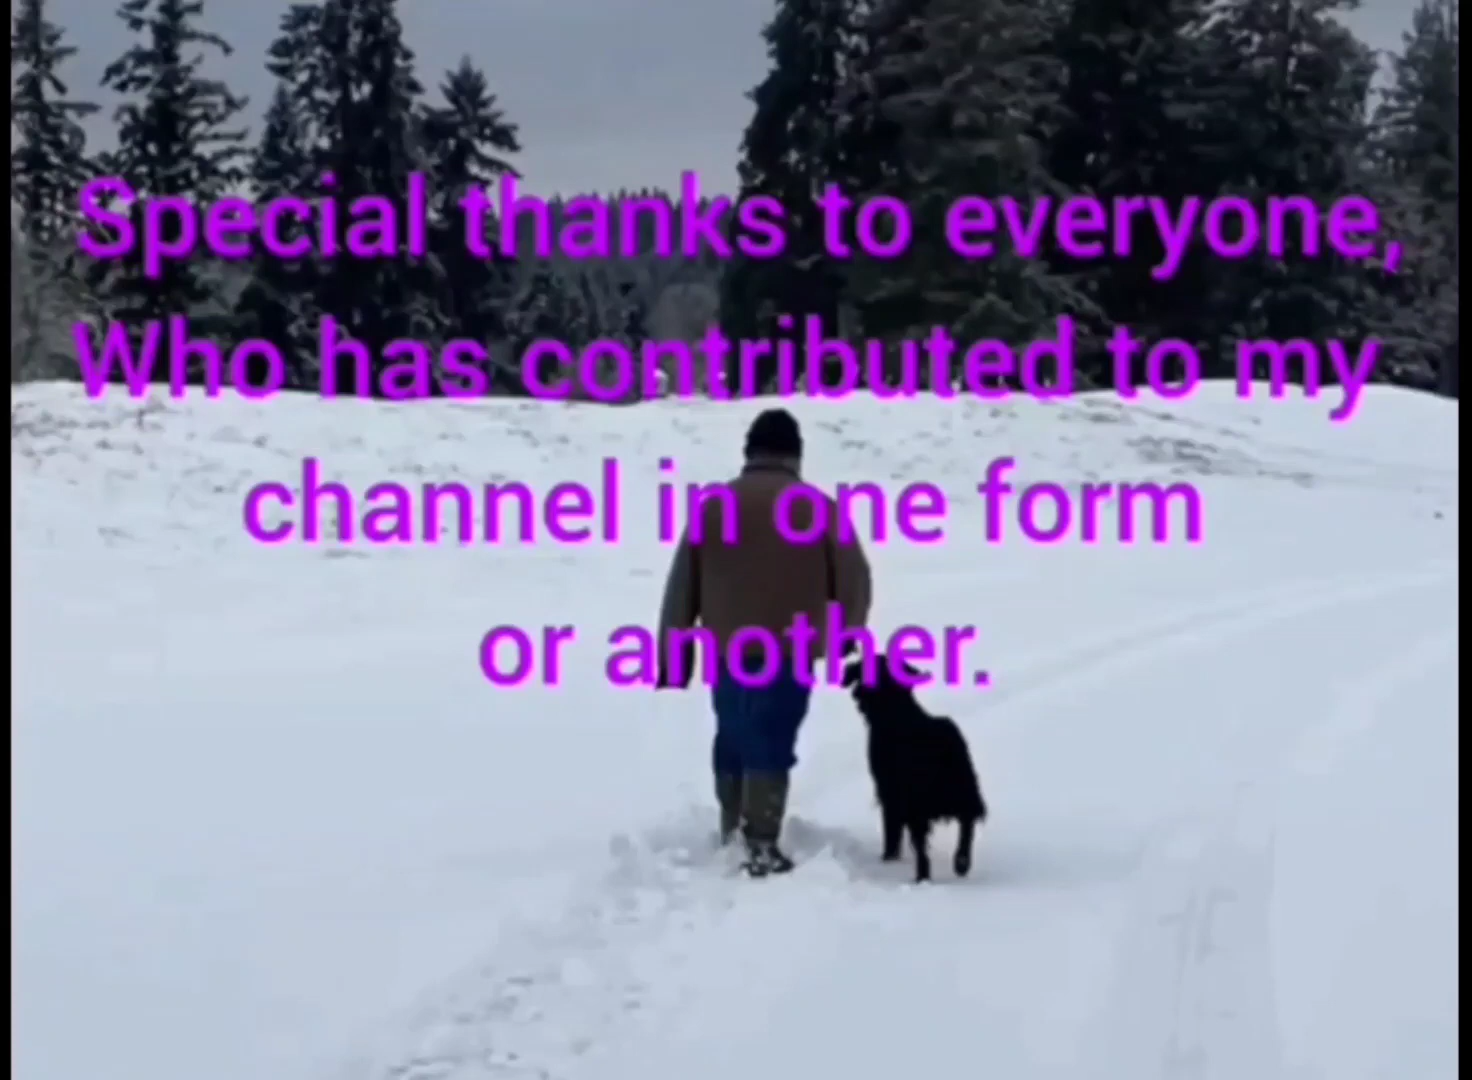 Special thanks to everyone,
Who has contributed to my
channel in one form
or another.